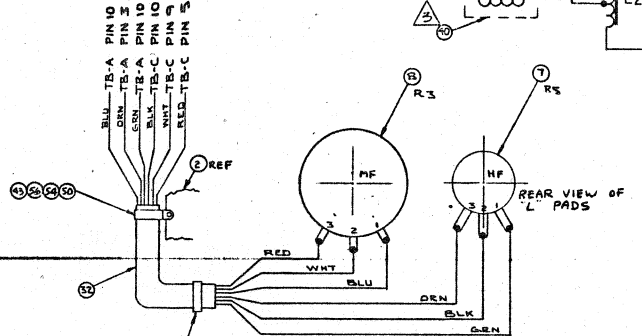 BLU TB-A PIN 10
ORN TB-A PIN 3
GRN TB-A PIN 10
BLK TB-C PIN 10
WHT TB-C PIN 9
RED TB-C PIN 5
3
40
8
R3
7
R5
2 REF
43 56 54 50
MF
HF
REAR VIEW OF
"L" PADS
3 2 1
3 2 1
RED
WHT
BLU
32
ORN
BLK
GRN